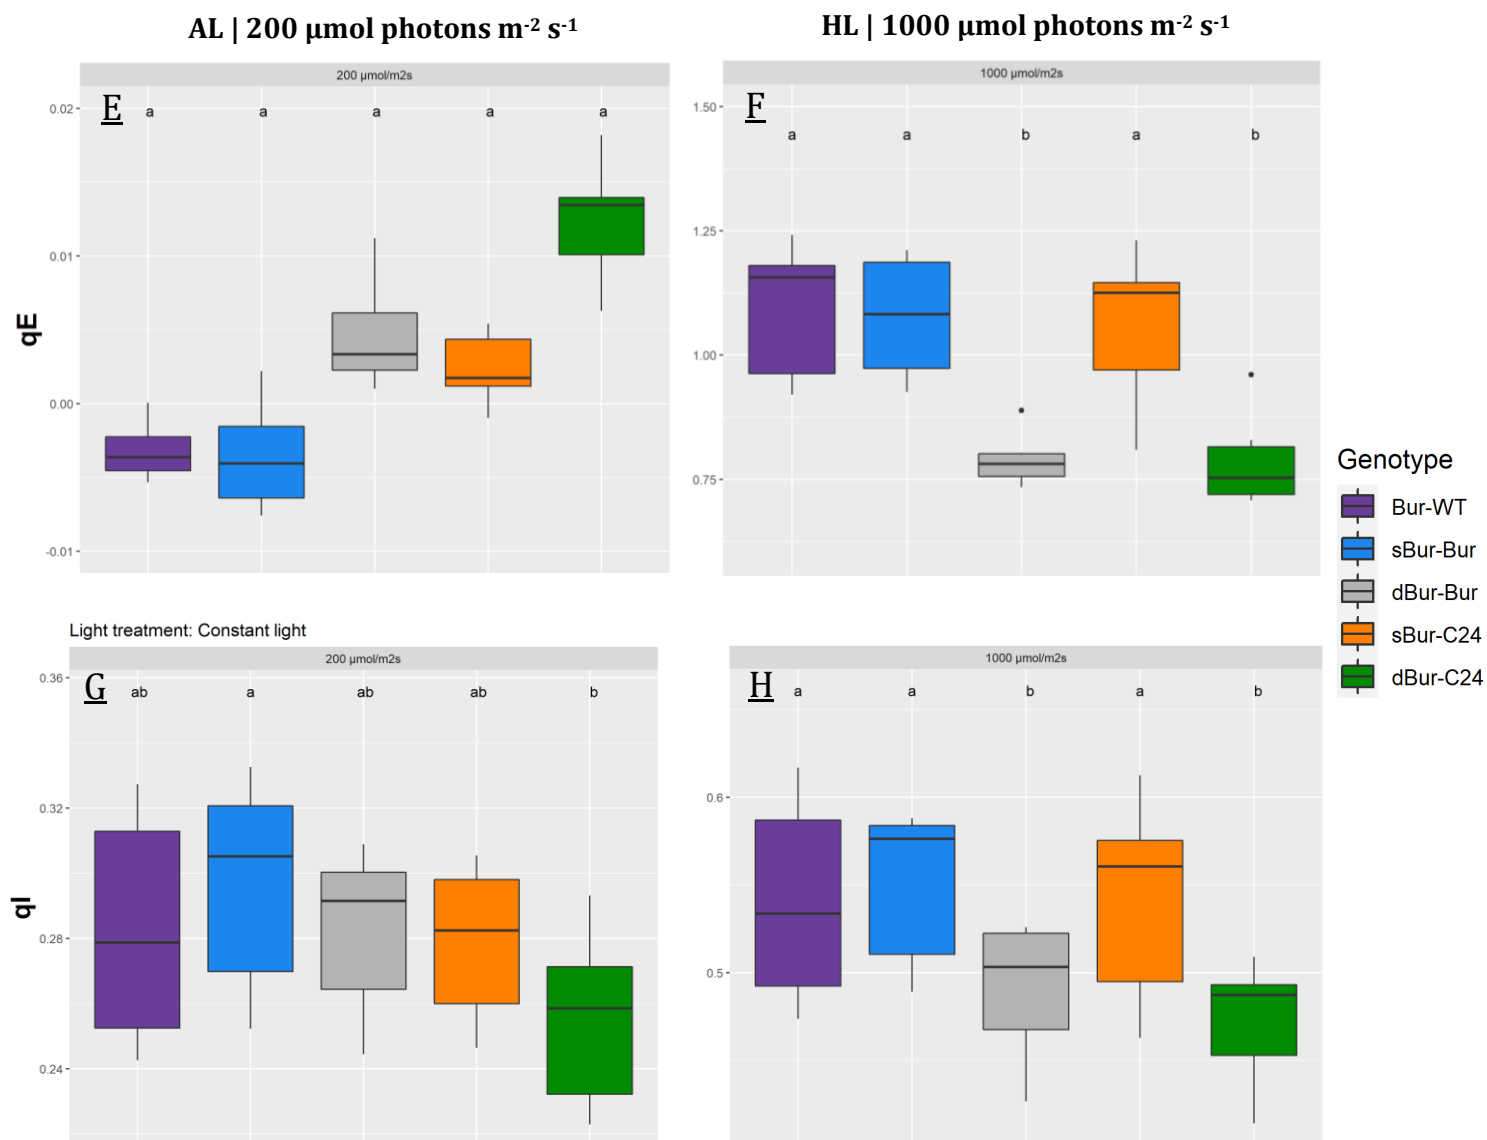 AL | 200 µmol photons m-2 s-1
HL | 1000 µmol photons m-2 s-1
200 µmol/m2s
E
a a a a a
0.02
0.01
0.00
-0.01
qE
1000 µmol/m2s
F
a a b a b
1.50
1.25
1.00
0.75
Genotype
Bur-WT
sBur-Bur
dBur-Bur
sBur-C24
dBur-C24
Light treatment: Constant light
200 µmol/m2s
G
ab a ab ab b
0.36
0.32
0.28
0.24
qI
1000 µmol/m2s
H
a a b a b
0.6
0.5